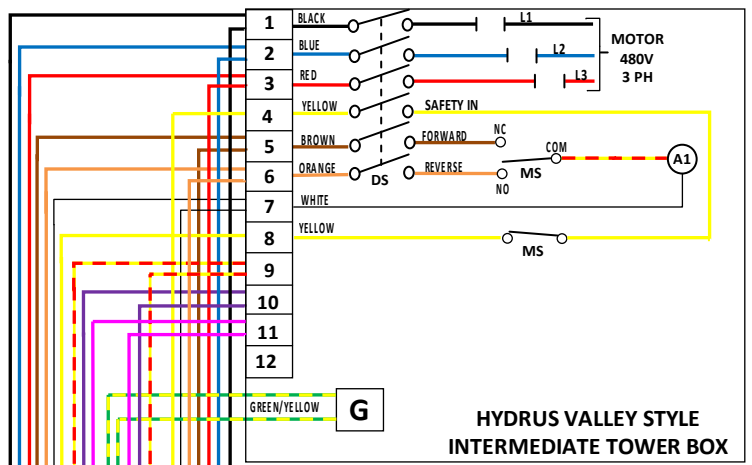 1 BLACK L1
2 BLUE L2
3 RED L3
MOTOR
480V
3 PH
4 YELLOW SAFETY IN
5 BROWN FORWARD NC
COM
6 ORANGE DS REVERSE MS A1
NO
7 WHITE
8 YELLOW MS
9
10
11
12
GREEN/YELLOW G
HYDRUS VALLEY STYLE
INTERMEDIATE TOWER BOX